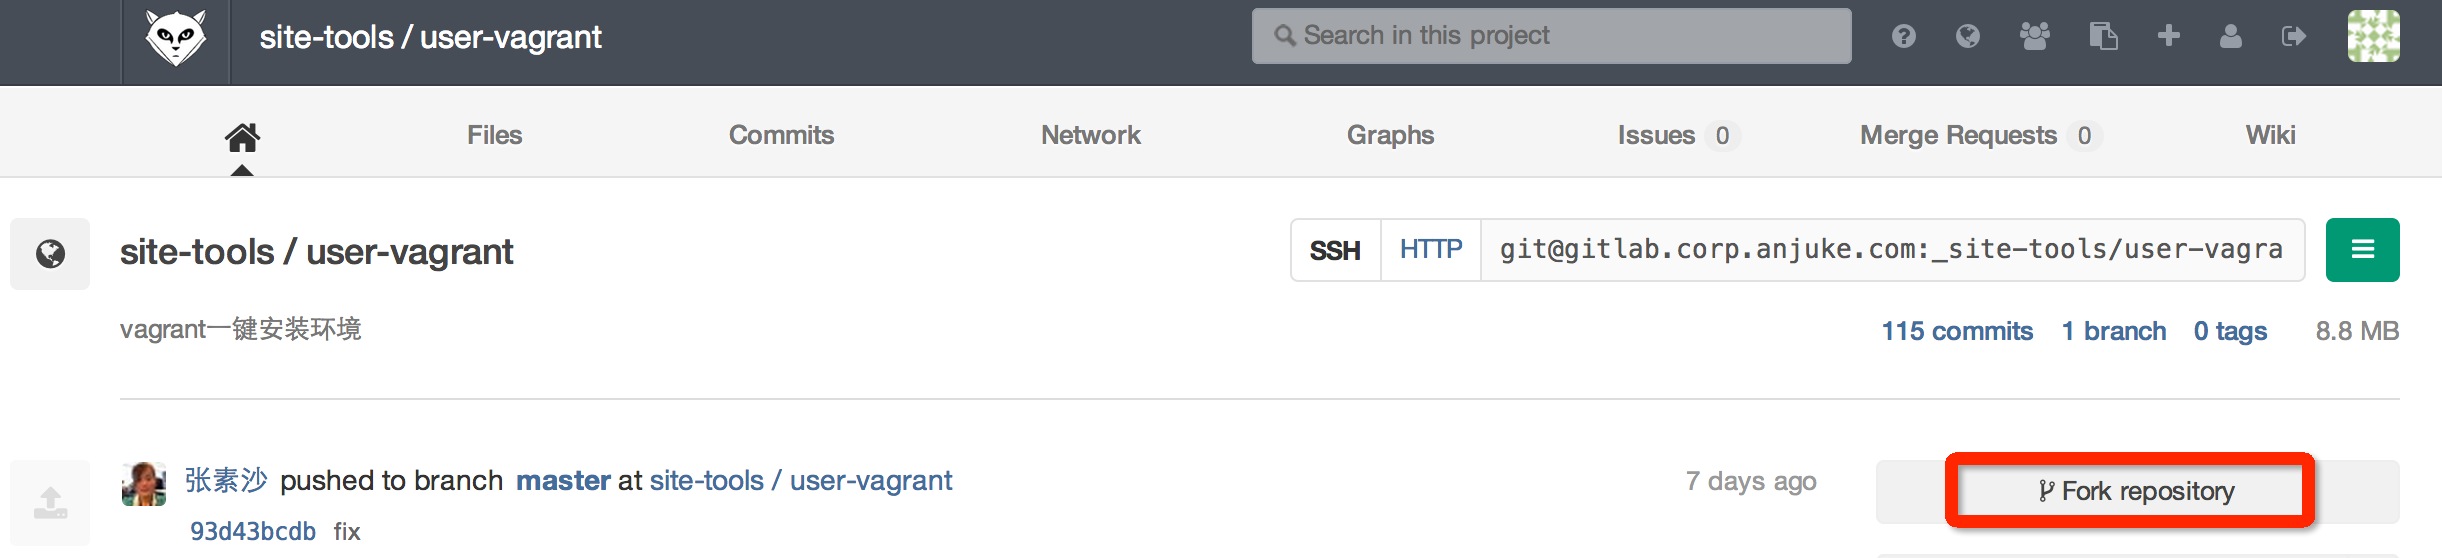 site-tools / user-vagrant
Search in this project
Files Commits Network Graphs Issues 0 Merge Requests 0 Wiki
site-tools / user-vagrant
SSH HTTP git@gitlab.corp.anjuke.com:_site-tools/user-vagra
vagrant一键安装环境
115 commits 1 branch 0 tags 8.8 MB
张素沙 pushed to branch master at site-tools / user-vagrant 7 days ago
Fork repository
93d43bcdb fix